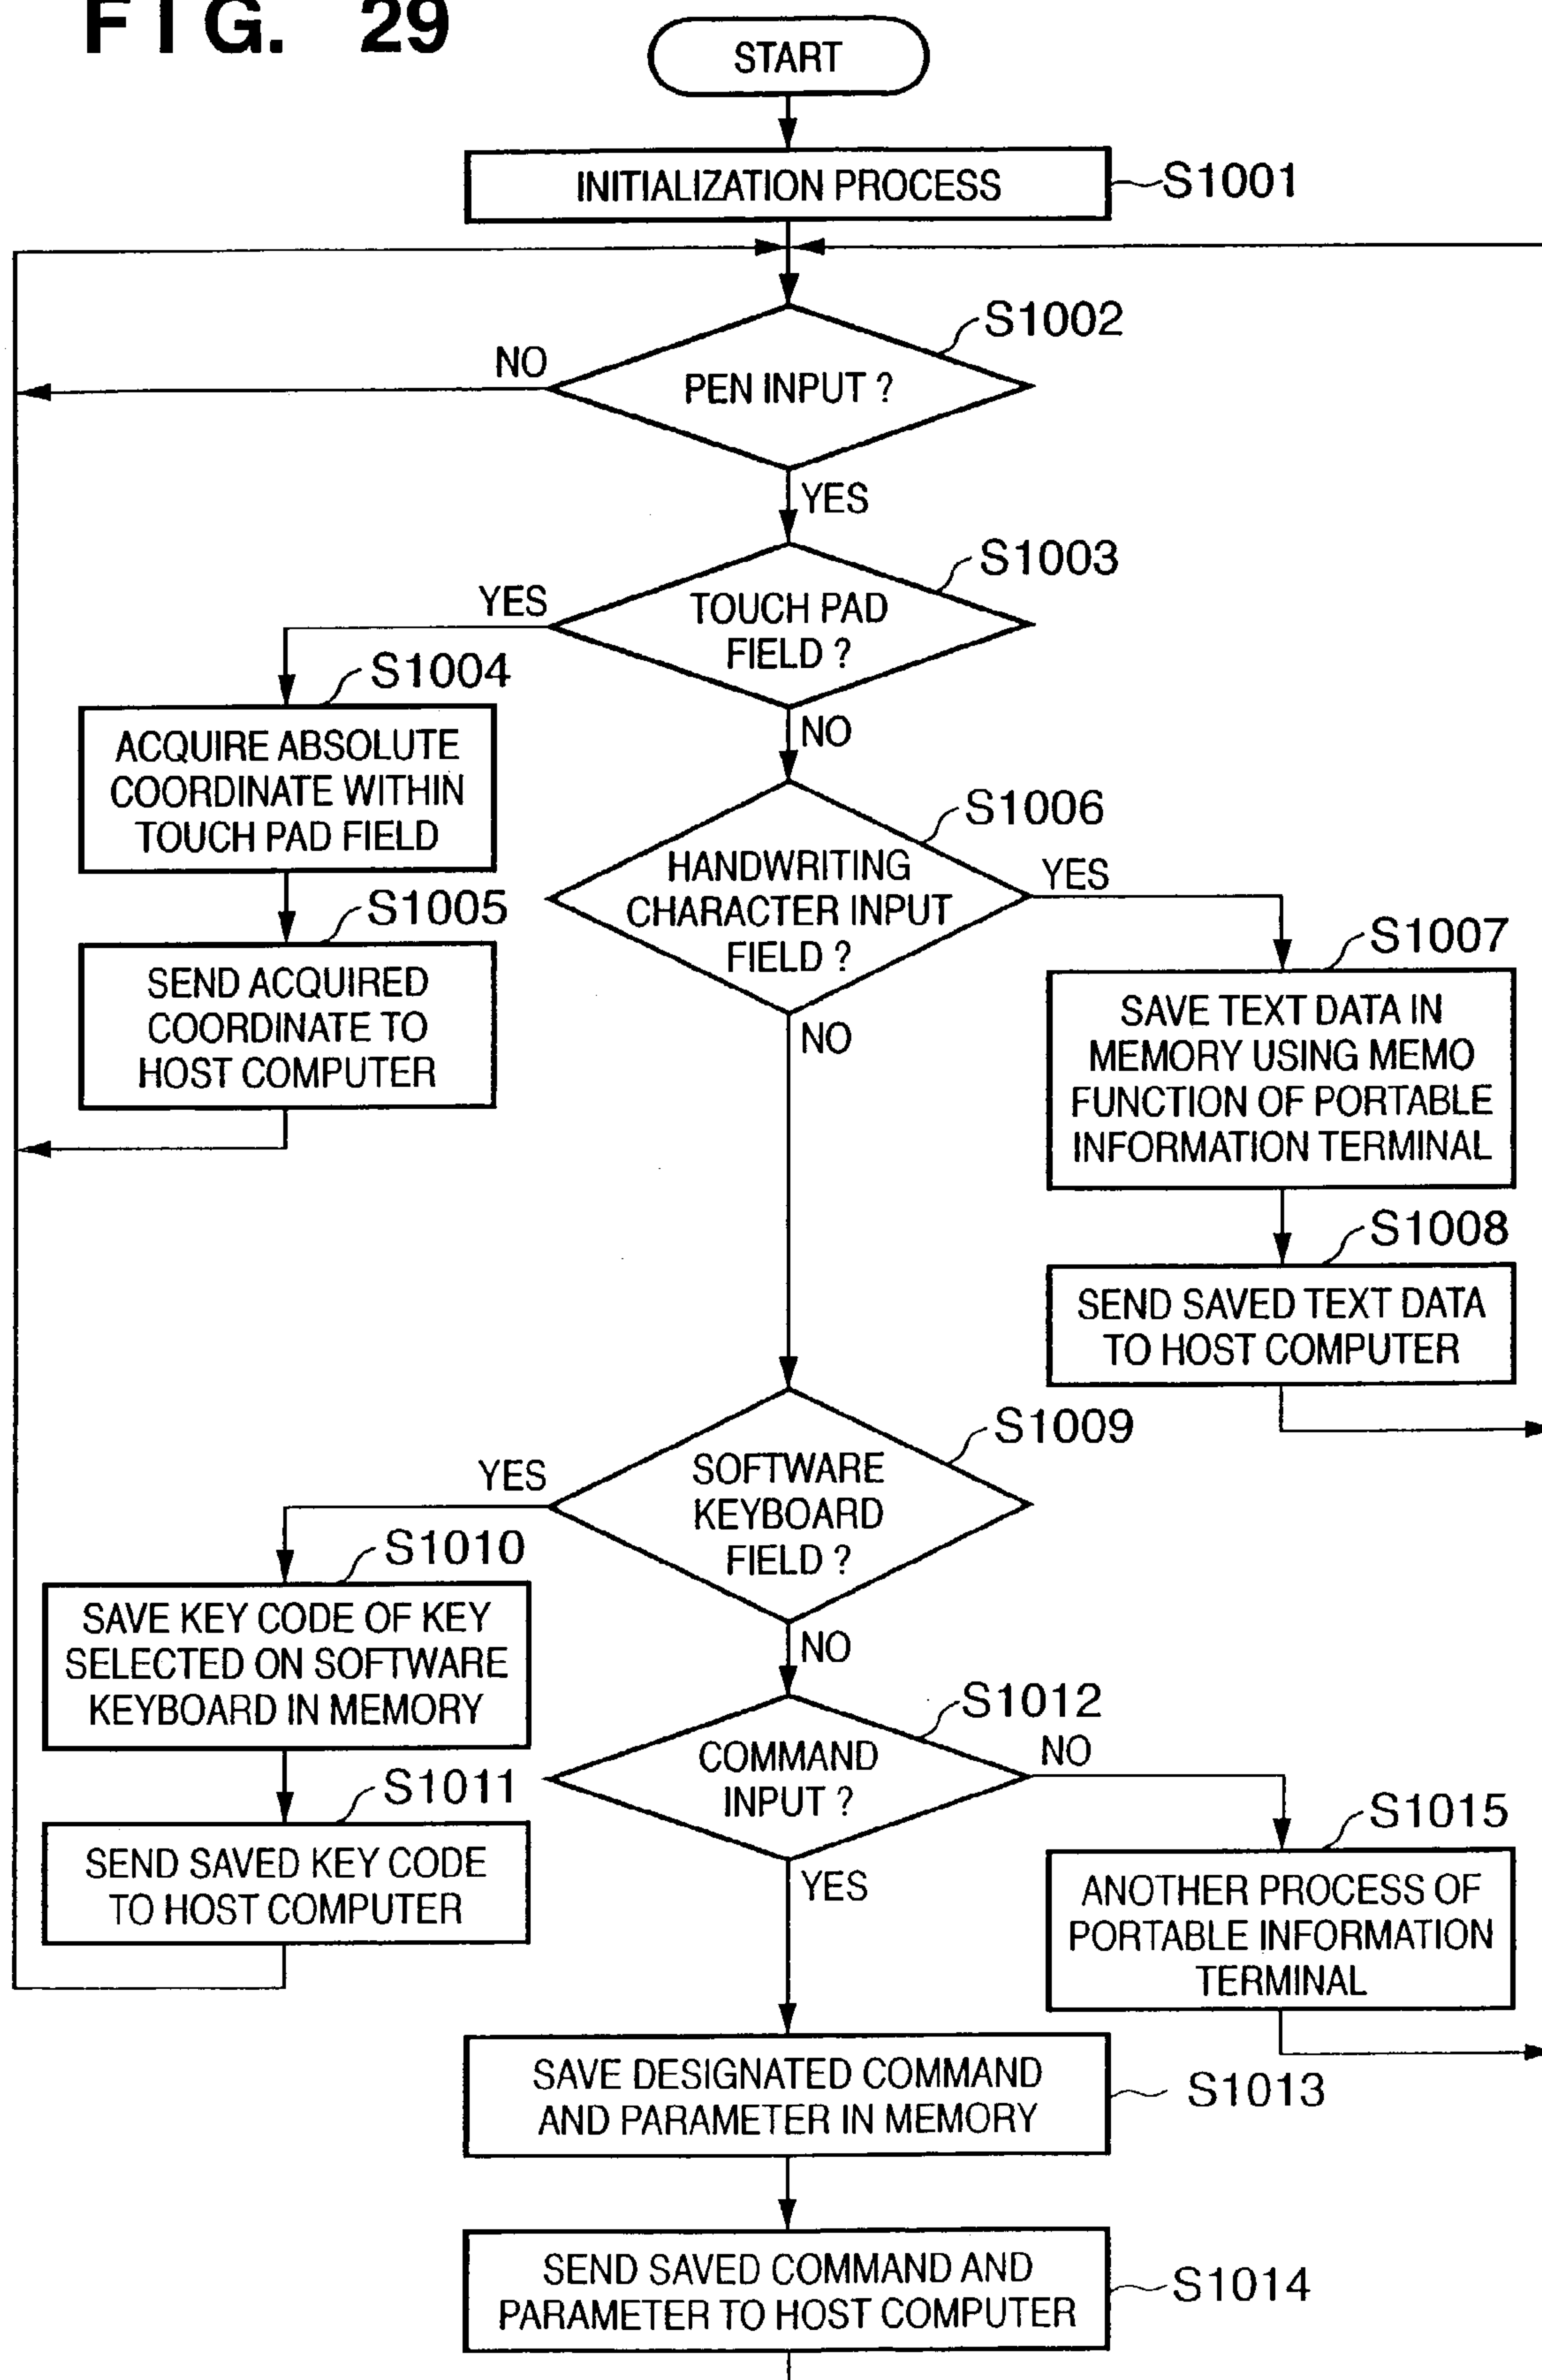 FIG. 29
START
INITIALIZATION PROCESS
S1001
S1002
NO
PEN INPUT ?
YES
S1003
YES
TOUCH PAD
FIELD ?
NO
S1004
ACQUIRE ABSOLUTE
COORDINATE WITHIN
TOUCH PAD FIELD
S1005
SEND ACQUIRED
COORDINATE TO
HOST COMPUTER
S1006
HANDWRITING
CHARACTER INPUT
FIELD ?
YES
NO
S1007
SAVE TEXT DATA IN
MEMORY USING MEMO
FUNCTION OF PORTABLE
INFORMATION TERMINAL
S1008
SEND SAVED TEXT DATA
TO HOST COMPUTER
S1009
YES
SOFTWARE
KEYBOARD
FIELD ?
NO
S1010
SAVE KEY CODE OF KEY
SELECTED ON SOFTWARE
KEYBOARD IN MEMORY
S1011
SEND SAVED KEY CODE
TO HOST COMPUTER
S1012
COMMAND
INPUT ?
NO
YES
S1015
ANOTHER PROCESS OF
PORTABLE INFORMATION
TERMINAL
SAVE DESIGNATED COMMAND
AND PARAMETER IN MEMORY
S1013
SEND SAVED COMMAND AND
PARAMETER TO HOST COMPUTER
S1014